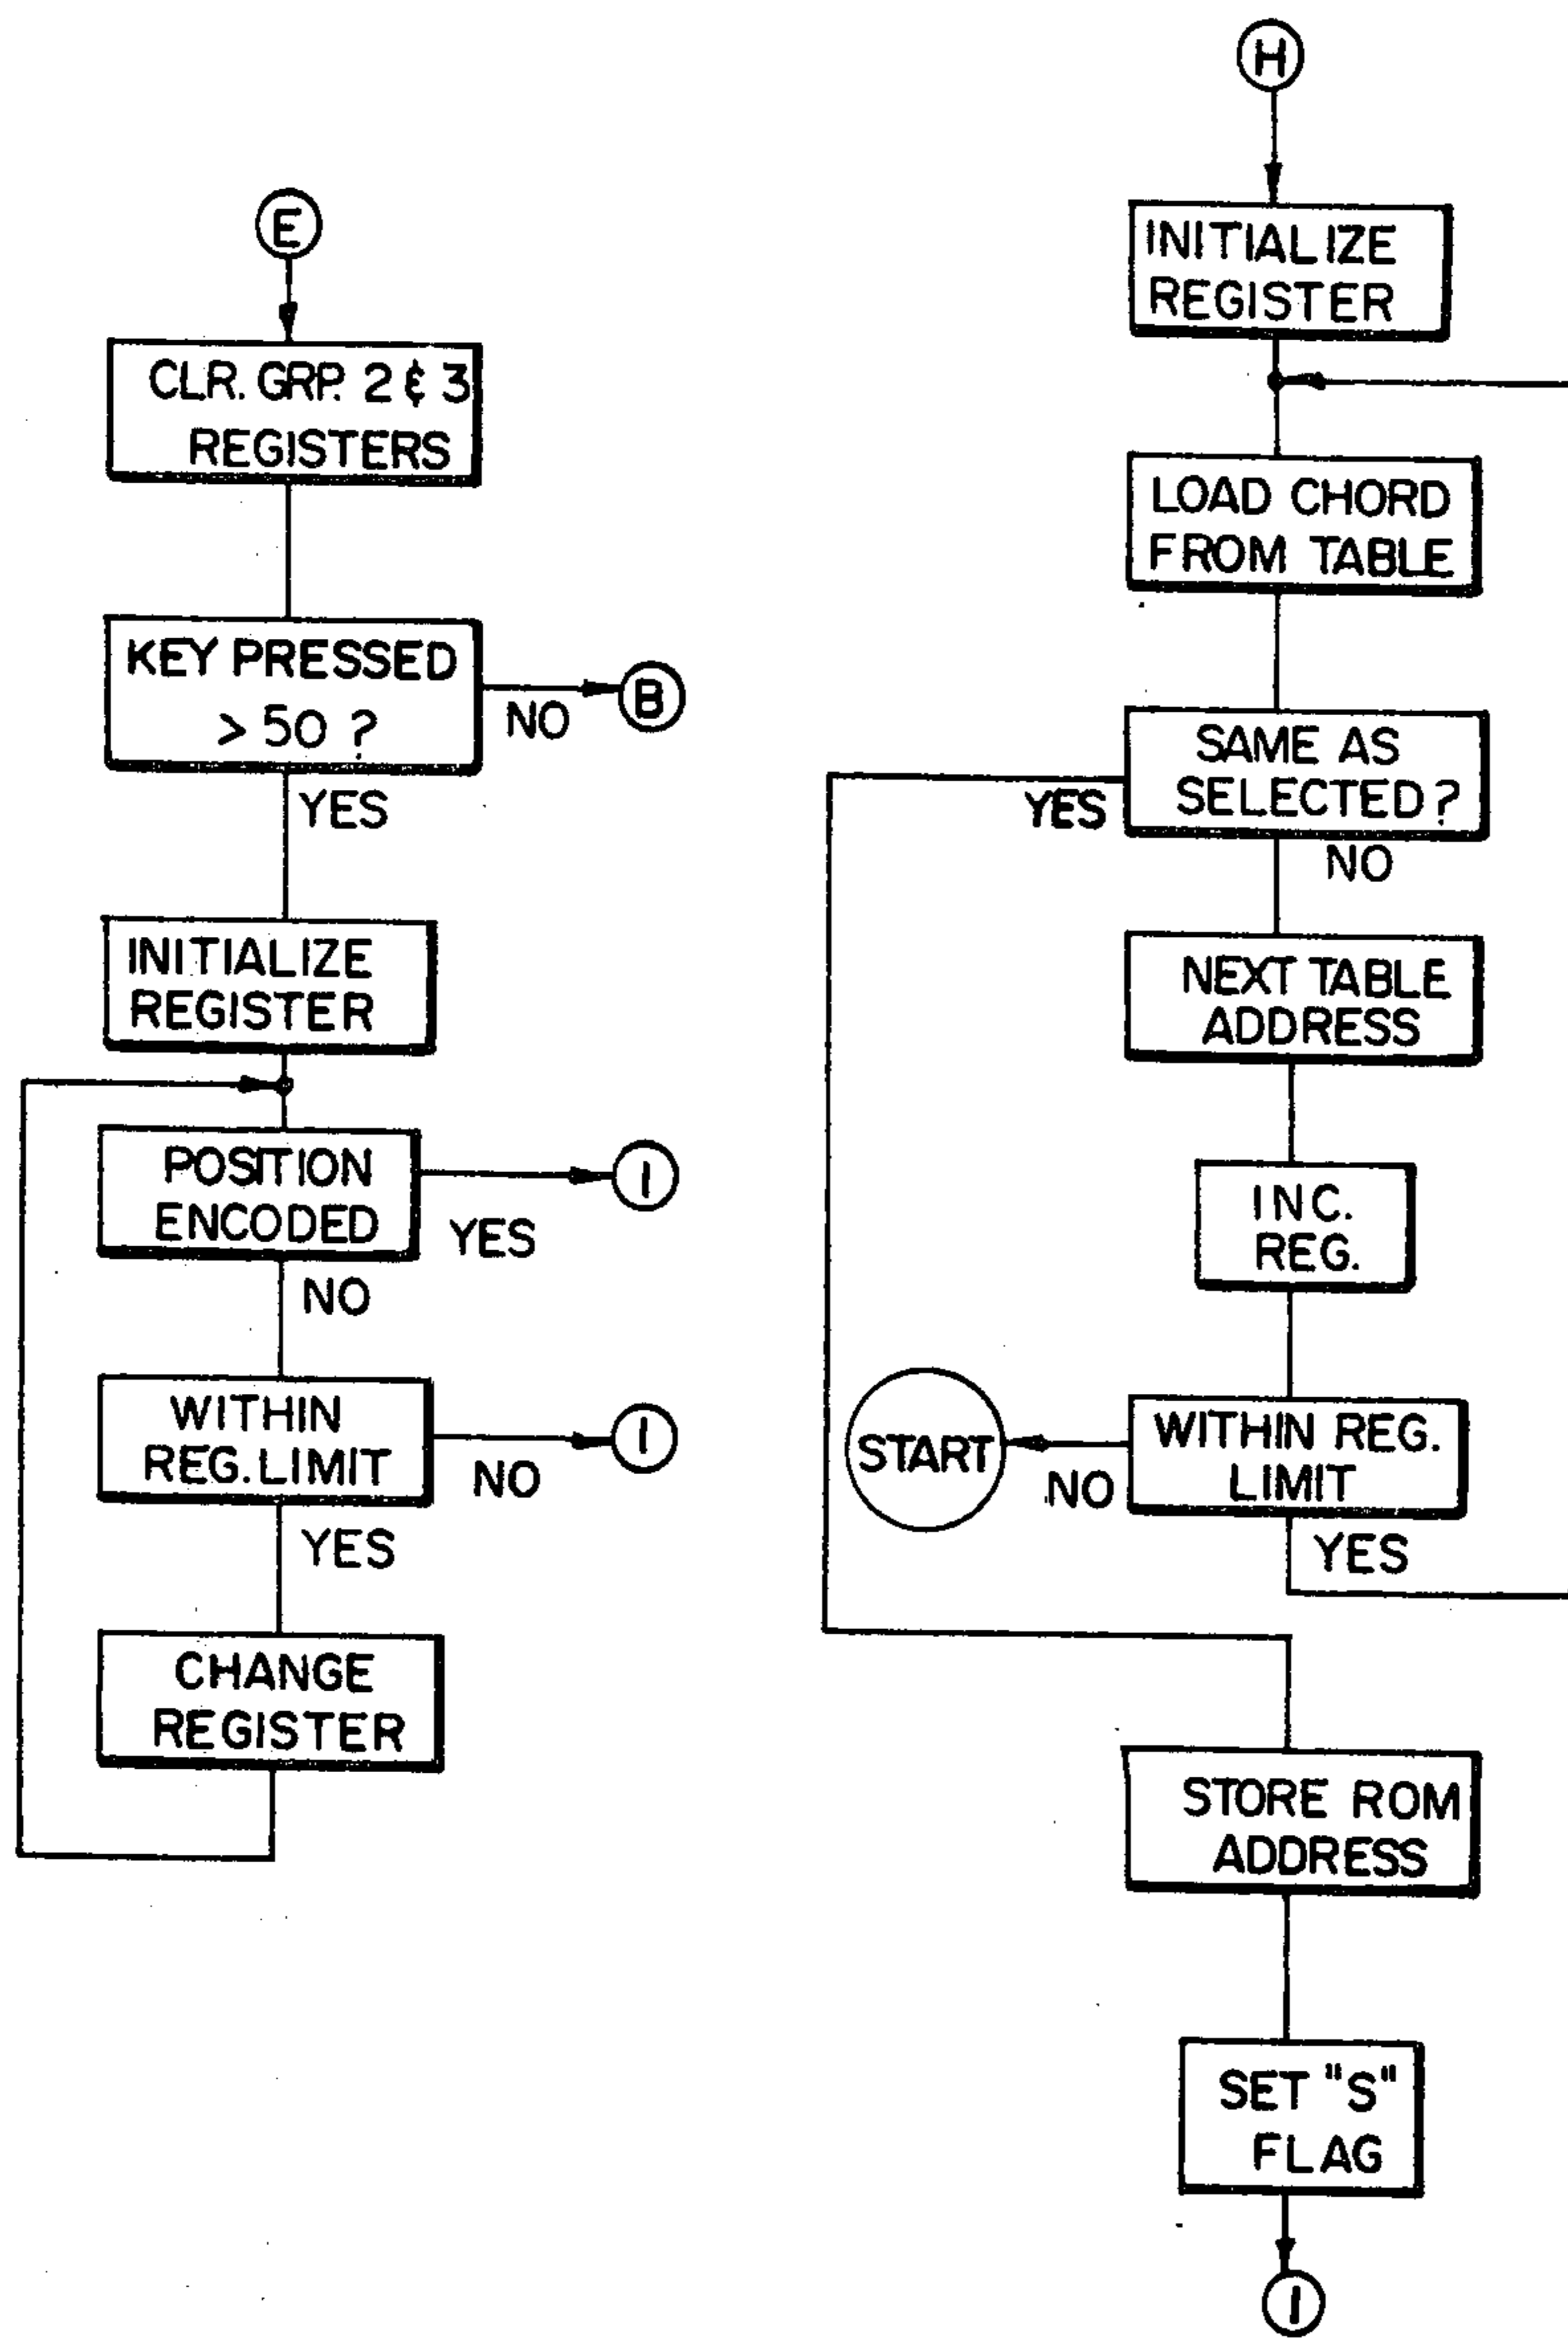 E
CLR. GRP. 2 & 3
REGISTERS
KEY PRESSED
> 50 ?
NO
B
YES
INITIALIZE
REGISTER
POSITION
ENCODED
I
YES
NO
WITHIN
REG. LIMIT
I
NO
YES
CHANGE
REGISTER
H
INITIALIZE
REGISTER
LOAD CHORD
FROM TABLE
SAME AS
SELECTED?
YES
NO
NEXT TABLE
ADDRESS
INC.
REG.
WITHIN REG.
LIMIT
START
NO
YES
STORE ROM
ADDRESS
SET "S"
FLAG
I